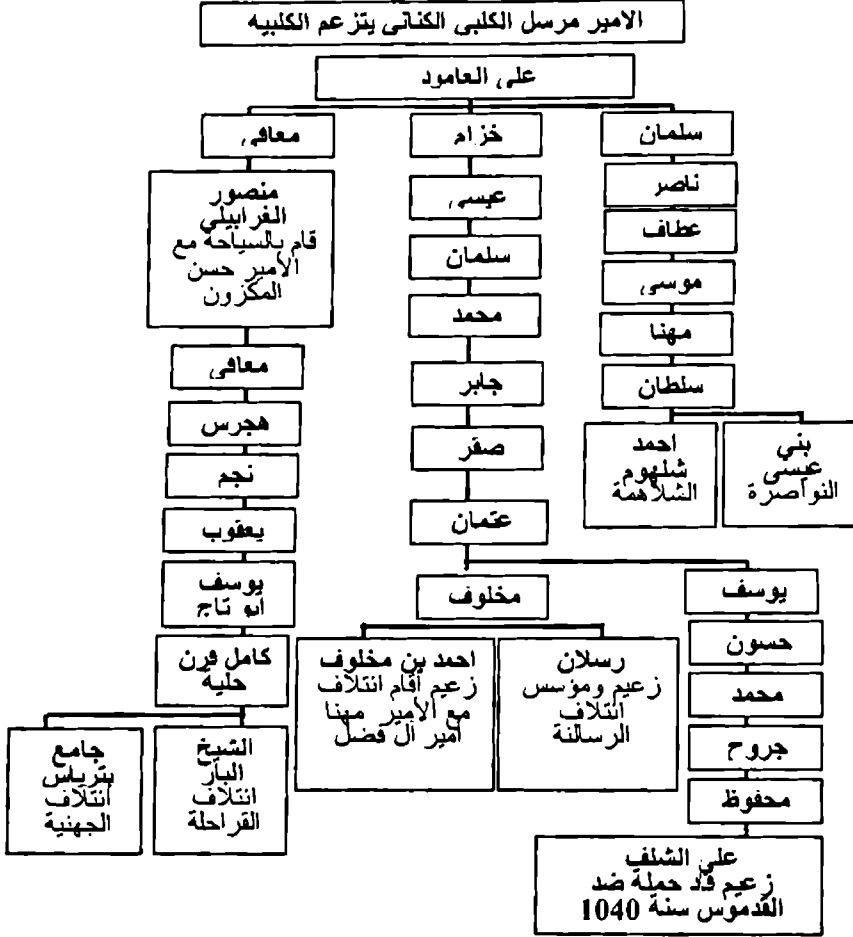 الامير مرسل الكلبى الكنانى يتزعم الكلبيه
على العامود
سلمان
ناصر
عطاف
موسى
مهنا
سلطان
بني
عيسى
النواصرة
احمد
شلهوم
الشلاهمة
خزام
عيسى
سلمان
محمد
جابر
صقر
عثمان
يوسف
حسون
محمد
جروح
محفوظ
على الشلف
زعيم قاد حملة ضد
القدموس سنة 1040
مخلوف
رسلان
زعيم ومؤسس
ائتلاف
الرسالنة
احمد بن مخلوف
زعيم أقام ائتلاف
مع الأمير مهنا
أمير آل فضل
معافى
منصور
الغرابيلي
قام بالسياحة مع
الأمير حسن
المكزون
معافى
هجرس
نجم
يعقوب
يوسف
ابو تاج
كامل قرن
حلية
الشيخ
البار
ائتلاف
القراحلة
جامع
بترياس
ائتلاف
الجهنية